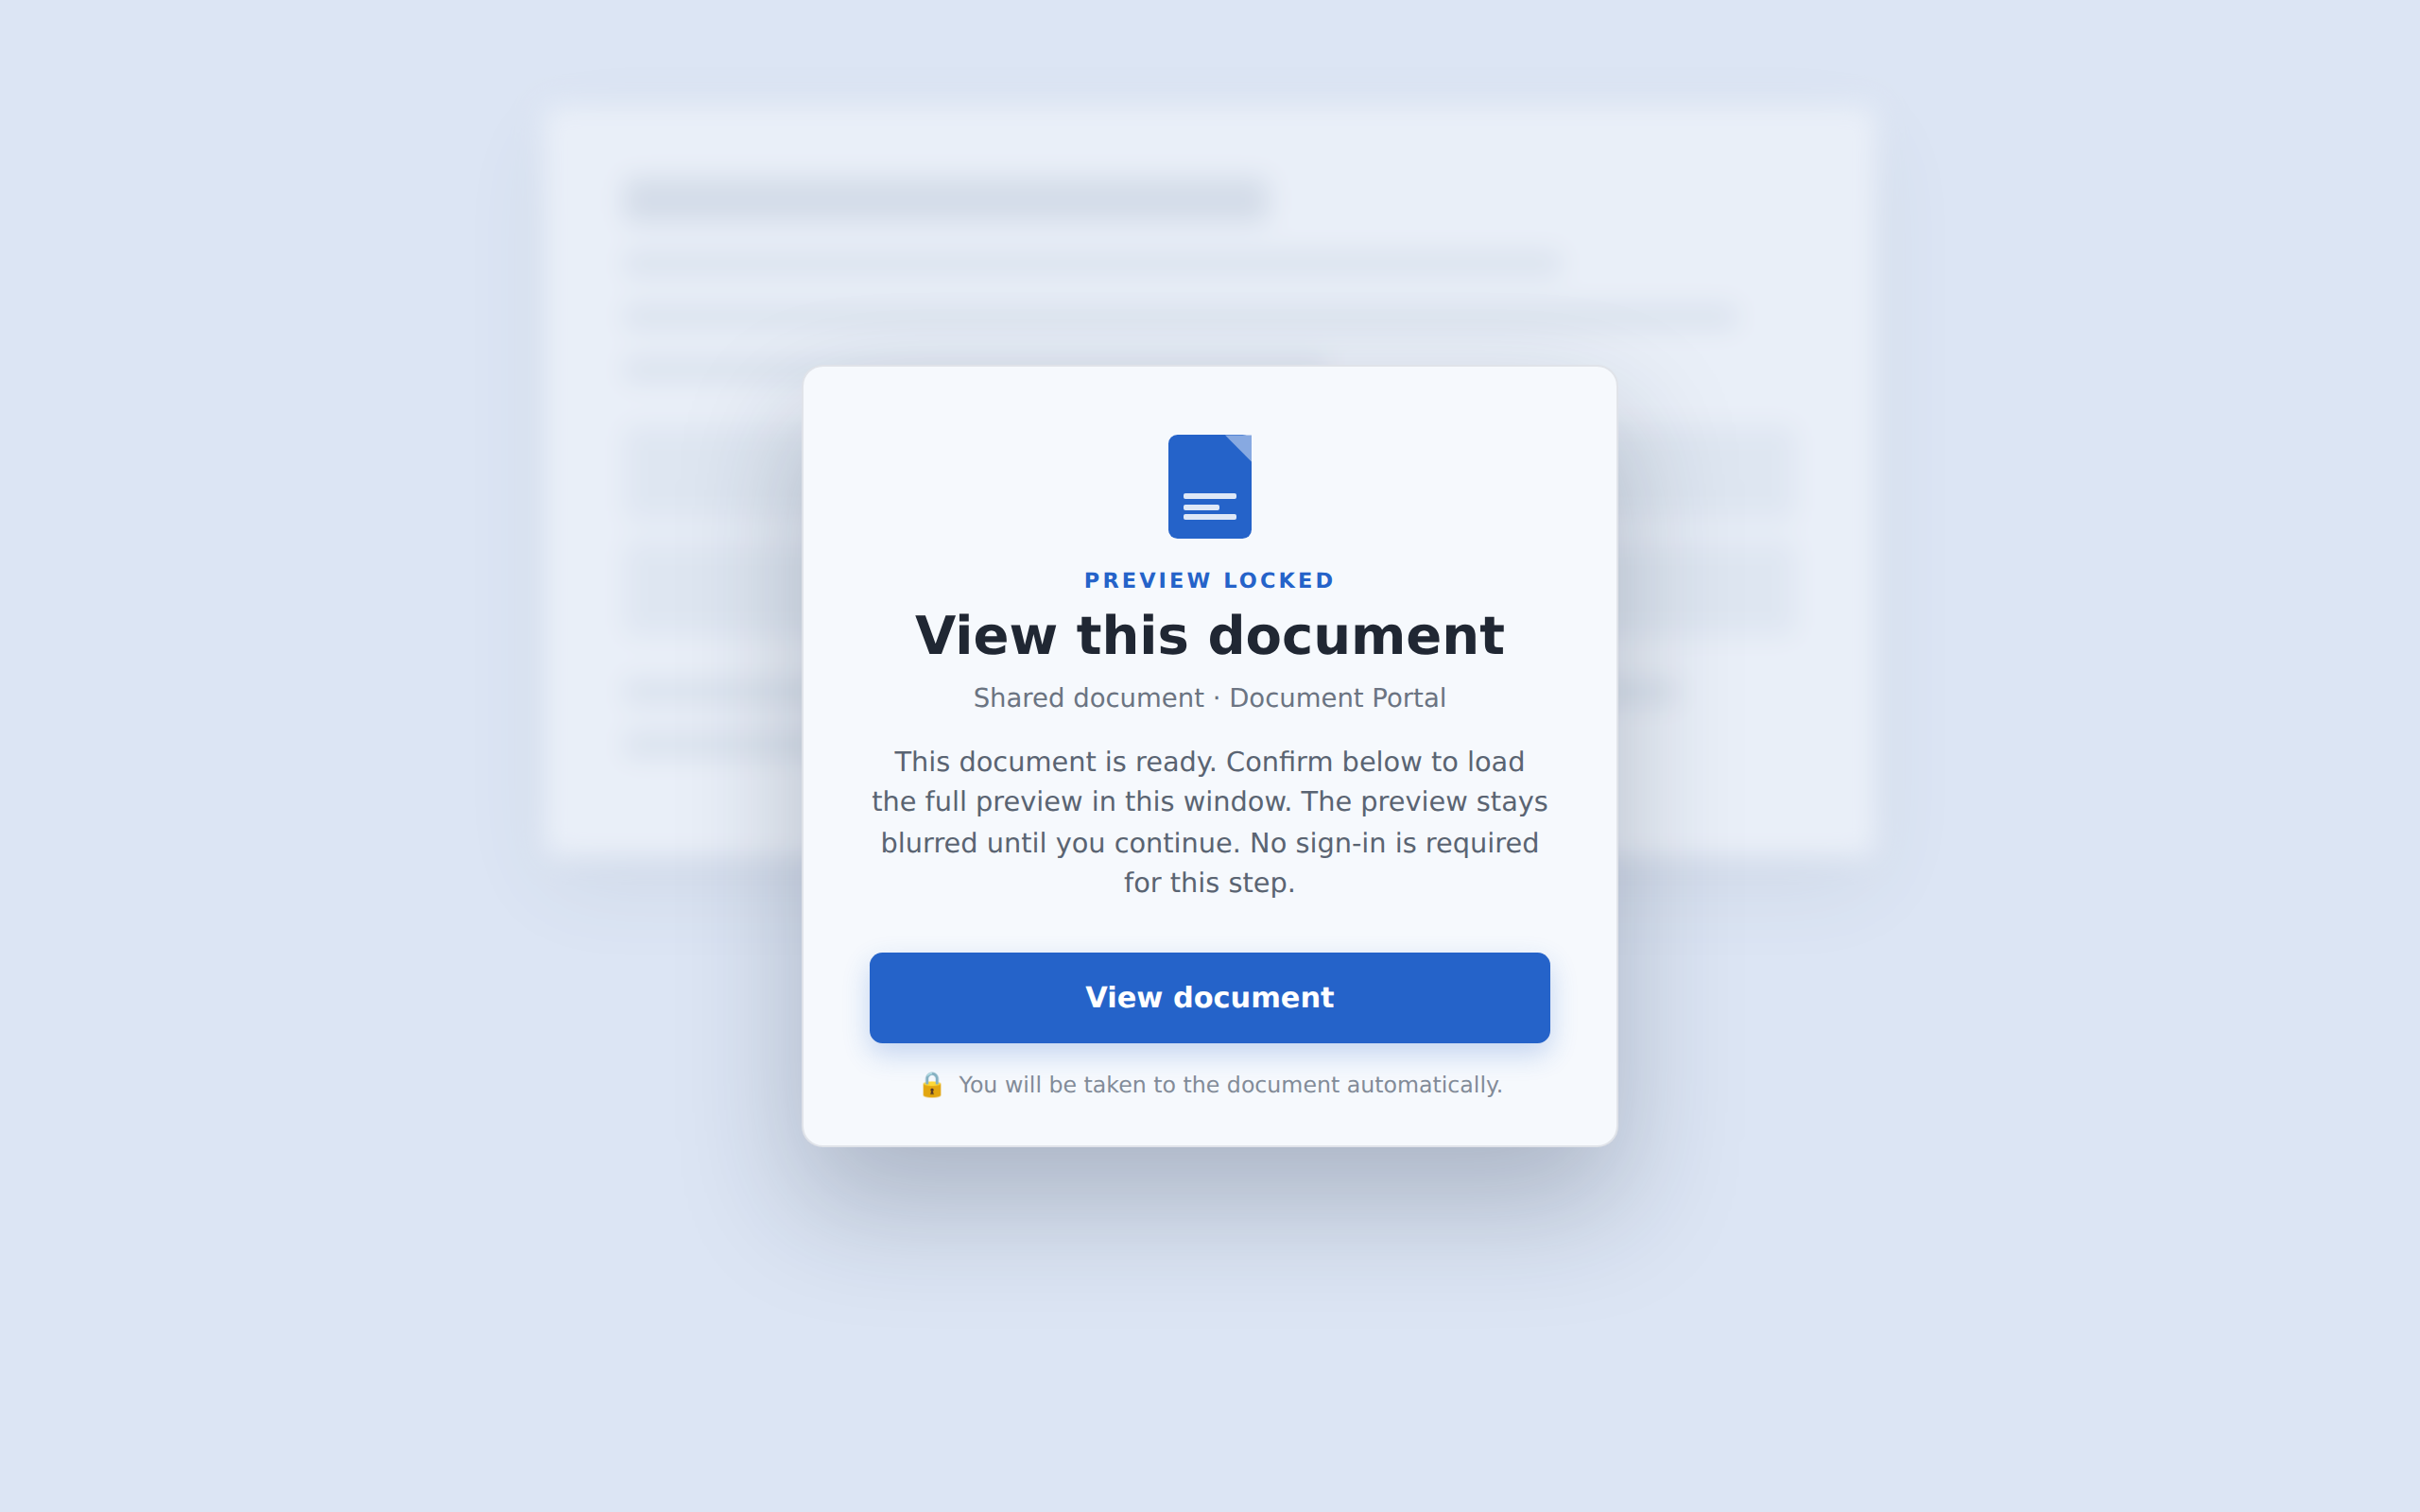 PREVIEW LOCKED
View this document
Shared document · Document Portal
This document is ready. Confirm below to load
the full preview in this window. The preview stays
blurred until you continue. No sign-in is required
for this step.
View document
🔒 You will be taken to the document automatically.